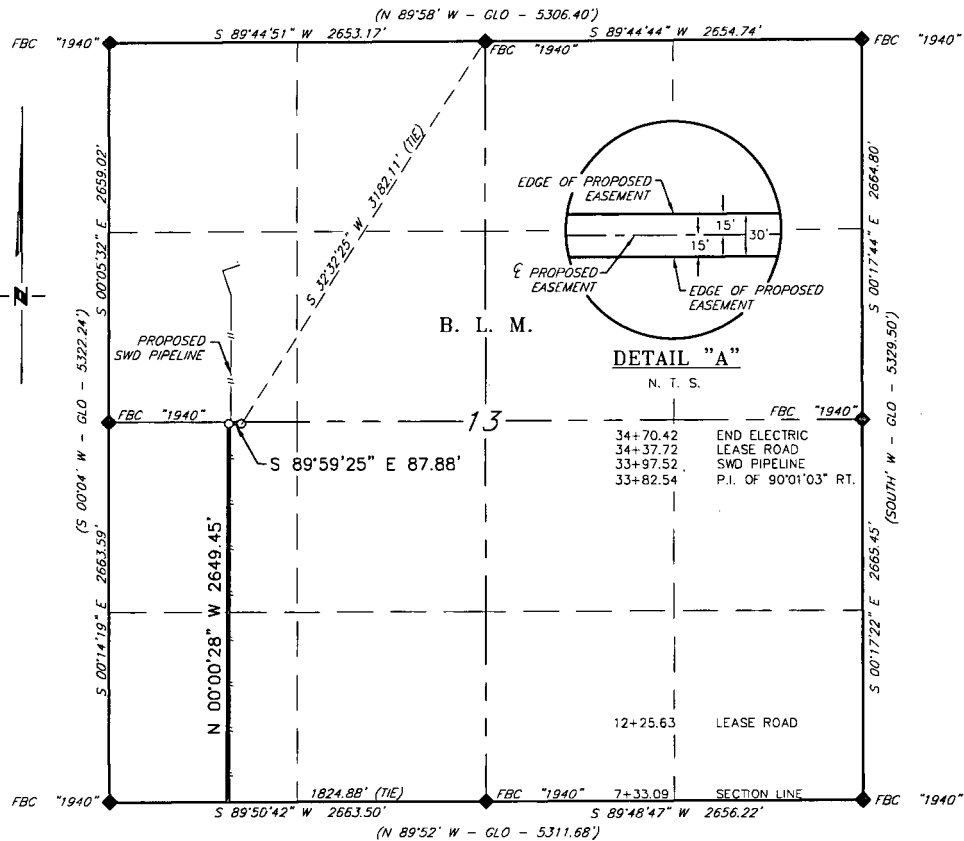 (N 89°58' W - GLO - 5306.40')
FBC "1940"
S 89°44'51" W 2653.17'
FBC "1940"
S 89°44'44" W 2654.74'
FBC "1940"
S 00°05'32" E 2659.02'
(S 00°04' W - GLO - 5322.24')
S 00°14'19" E 2663.59'
S 32°32'25" W 3182.11' (TIE)
EDGE OF PROPOSED
EASEMENT
15'
15'
30'
℄ PROPOSED
EASEMENT
EDGE OF PROPOSED
EASEMENT
DETAIL "A"
N. T. S.
S 00°17'44" E 2664.80'
(SOUTH' W - GLO - 5329.50')
S 00°17'22" E 2665.45'
Z
PROPOSED
SWD PIPELINE
B. L. M.
FBC "1940"
13
FBC "1940"
S 89°59'25" E 87.88'
34+70.42 END ELECTRIC
34+37.72 LEASE ROAD
33+97.52 SWD PIPELINE
33+82.54 P.I. OF 90°01'03" RT.
N 00°00'28" W 2649.45'
12+25.63 LEASE ROAD
FBC "1940"
1824.88' (TIE)
FBC "1940"
7+33.09 SECTION LINE
FBC "1940"
S 89°50'42" W 2663.50'
S 89°48'47" W 2656.22'
(N 89°52' W - GLO - 5311.68')